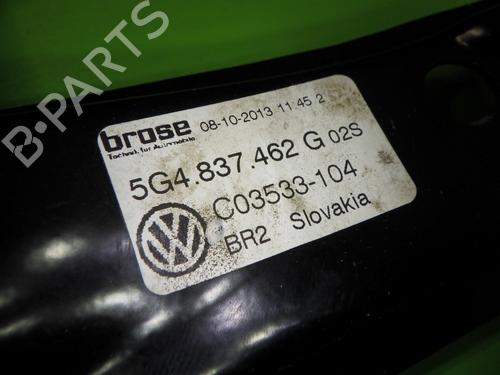 brose 08-10-2013 11:45 2
Technik für Automobile
5G4.837.462 G 02S
C03533-104
BR2 Slovakia
B-PARTS